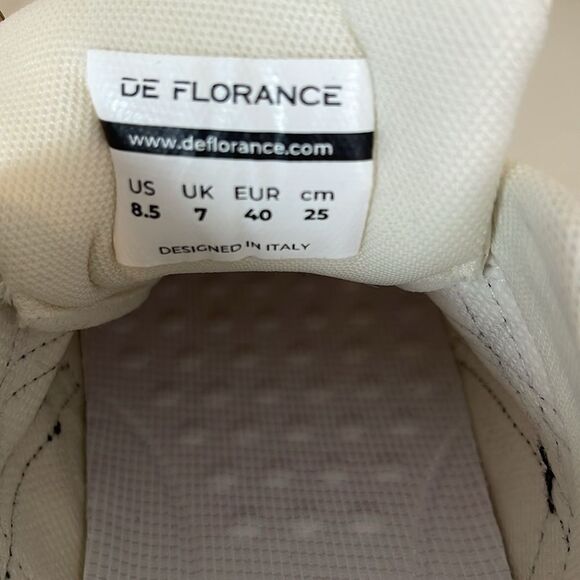 DE FLORANCE
www.deflorance.com
US UK EUR cm
8.5 7 40 25
DESIGNED IN ITALY